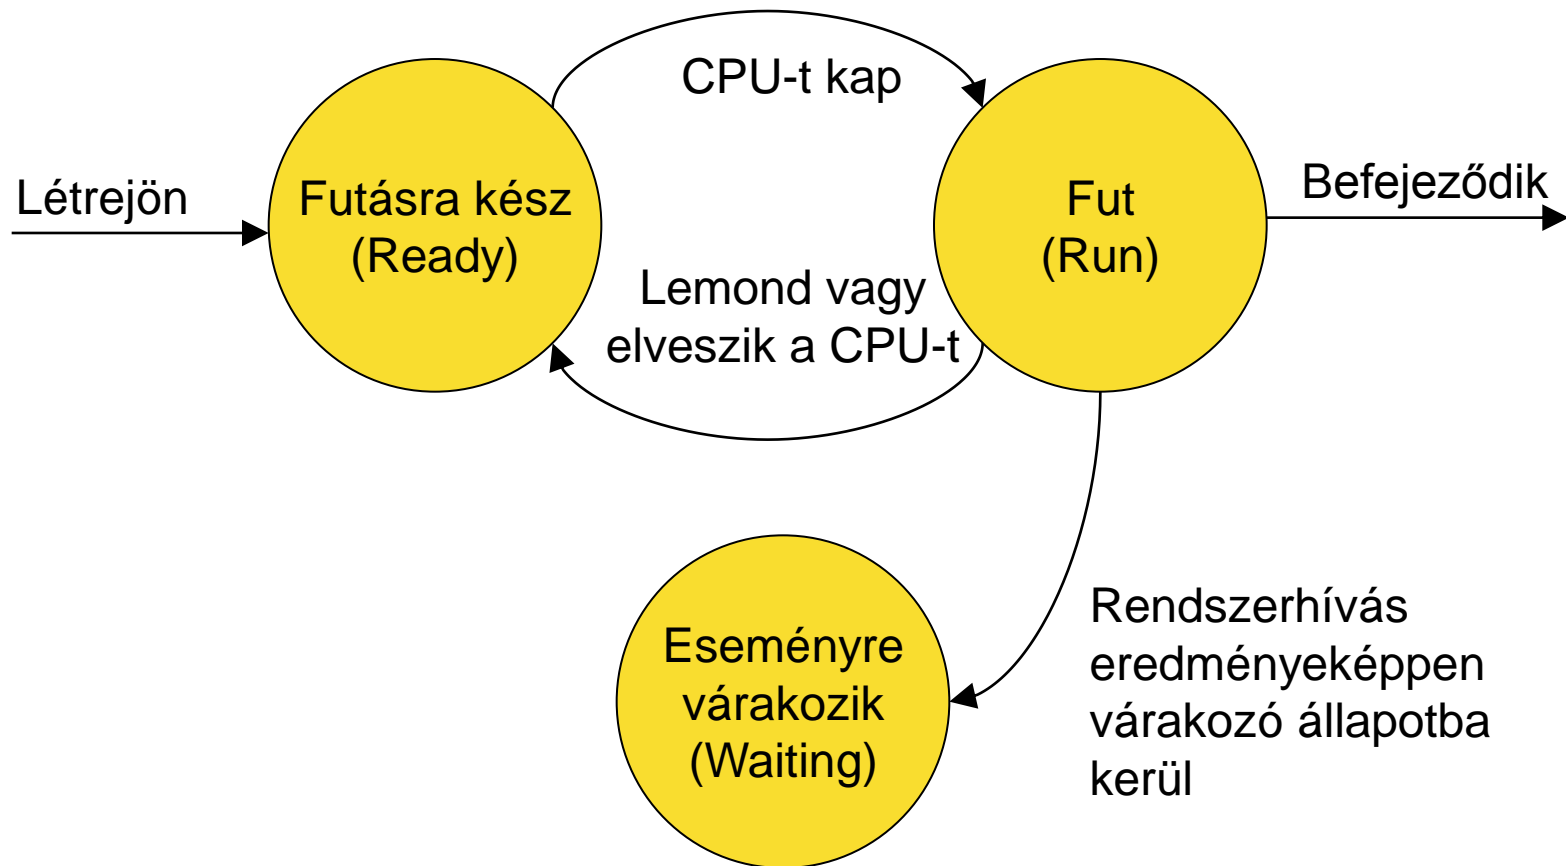 CPU-t kap
Létrejön
Futásra kész
(Ready)
Fut
(Run)
Befejeződik
Lemond vagy
elveszik a CPU-t
Eseményre
várakozik
(Waiting)
Rendszerhívás
eredményeképpen
várakozó állapotba
kerül